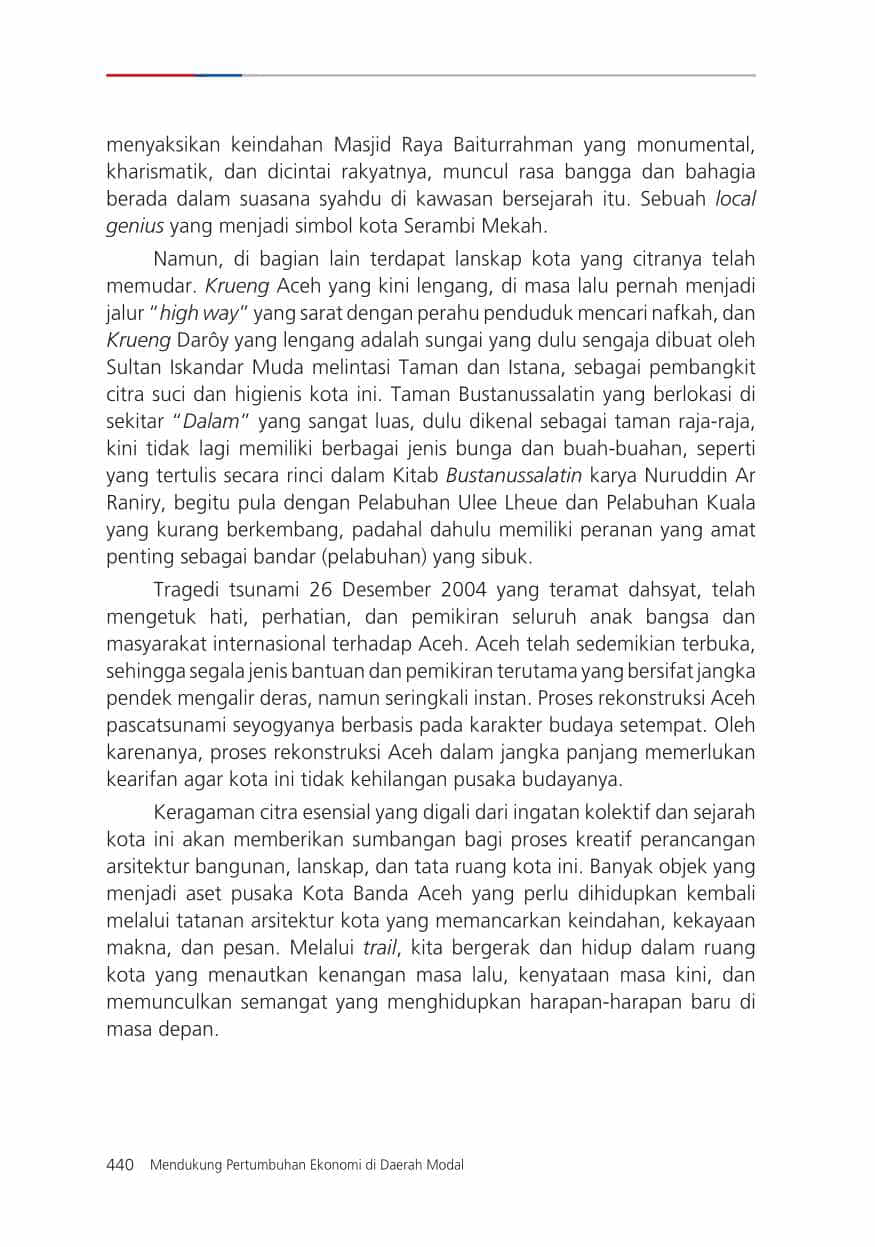 menyaksikan keindahan Masjid Raya Baiturrahman yang monumental,
kharismatik, dan dicintai rakyatnya, muncul rasa bangga dan bahagia
berada dalam suasana syahdu di kawasan bersejarah itu. Sebuah local
genius yang menjadi simbol kota Serambi Mekah.
Namun, di bagian lain terdapat lanskap kota yang citranya telah
memudar. Krueng Aceh yang kini lengang, di masa lalu pernah menjadi
jalur “high way” yang sarat dengan perahu penduduk mencari nafkah, dan
Krueng Darôy yang lengang adalah sungai yang dulu sengaja dibuat oleh
Sultan Iskandar Muda melintasi Taman dan Istana, sebagai pembangkit
citra suci dan higienis kota ini. Taman Bustanussalatin yang berlokasi di
sekitar “Dalam” yang sangat luas, dulu dikenal sebagai taman raja-raja,
kini tidak lagi memiliki berbagai jenis bunga dan buah-buahan, seperti
yang tertulis secara rinci dalam Kitab Bustanussalatin karya Nuruddin Ar
Raniry, begitu pula dengan Pelabuhan Ulee Lheue dan Pelabuhan Kuala
yang kurang berkembang, padahal dahulu memiliki peranan yang amat
penting sebagai bandar (pelabuhan) yang sibuk.
Tragedi tsunami 26 Desember 2004 yang teramat dahsyat, telah
mengetuk hati, perhatian, dan pemikiran seluruh anak bangsa dan
masyarakat internasional terhadap Aceh. Aceh telah sedemikian terbuka,
sehingga segala jenis bantuan dan pemikiran terutama yang bersifat jangka
pendek mengalir deras, namun seringkali instan. Proses rekonstruksi Aceh
pascatsunami seyogyanya berbasis pada karakter budaya setempat. Oleh
karenanya, proses rekonstruksi Aceh dalam jangka panjang memerlukan
kearifan agar kota ini tidak kehilangan pusaka budayanya.
Keragaman citra esensial yang digali dari ingatan kolektif dan sejarah
kota ini akan memberikan sumbangan bagi proses kreatif perancangan
arsitektur bangunan, lanskap, dan tata ruang kota ini. Banyak objek yang
menjadi aset pusaka Kota Banda Aceh yang perlu dihidupkan kembali
melalui tatanan arsitektur kota yang memancarkan keindahan, kekayaan
makna, dan pesan. Melalui trail, kita bergerak dan hidup dalam ruang
kota yang menautkan kenangan masa lalu, kenyataan masa kini, dan
memunculkan semangat yang menghidupkan harapan-harapan baru di
masa depan.
440 Mendukung Pertumbuhan Ekonomi di Daerah Modal